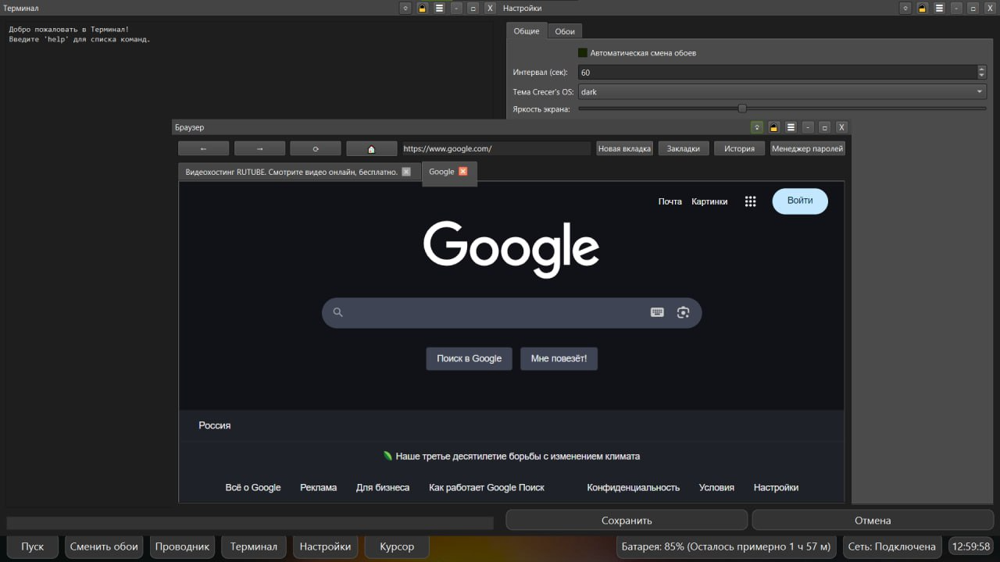 Терминал
Настройки
Добро пожаловать в Терминал!
Введите 'help' для списка команд.
Общие
Обои
Автоматическая смена обоев
Интервал (сек):
60
Тема Crecer's OS:
dark
Яркость экрана:
Браузер
https://www.google.com/
Новая вкладка
Закладки
История
Менеджер паролей
Видеохостинг RUTUBE. Смотрите видео онлайн, бесплатно.
Google
Почта
Картинки
Войти
Google
Поиск в Google
Мне повезёт!
Россия
Наше третье десятилетие борьбы с изменением климата
Всё о Google
Реклама
Для бизнеса
Как работает Google Поиск
Конфиденциальность
Условия
Настройки
Сохранить
Отмена
Пуск
Сменить обои
Проводник
Терминал
Настройки
Курсор
Батарея: 85% (Осталось примерно 1 ч 57 м)
Сеть: Подключена
12:59:58